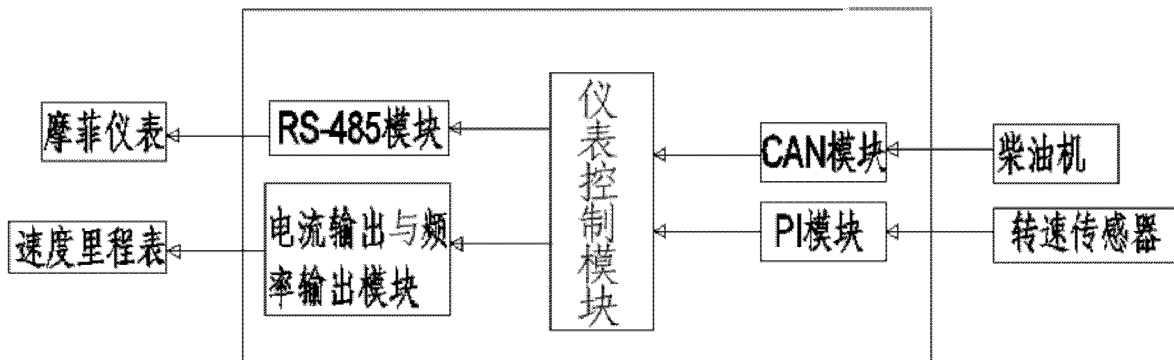 摩菲仪表
RS-485模块
仪表控制模块
CAN模块
柴油机
速度里程表
电流输出与频
率输出模块
PI模块
转速传感器